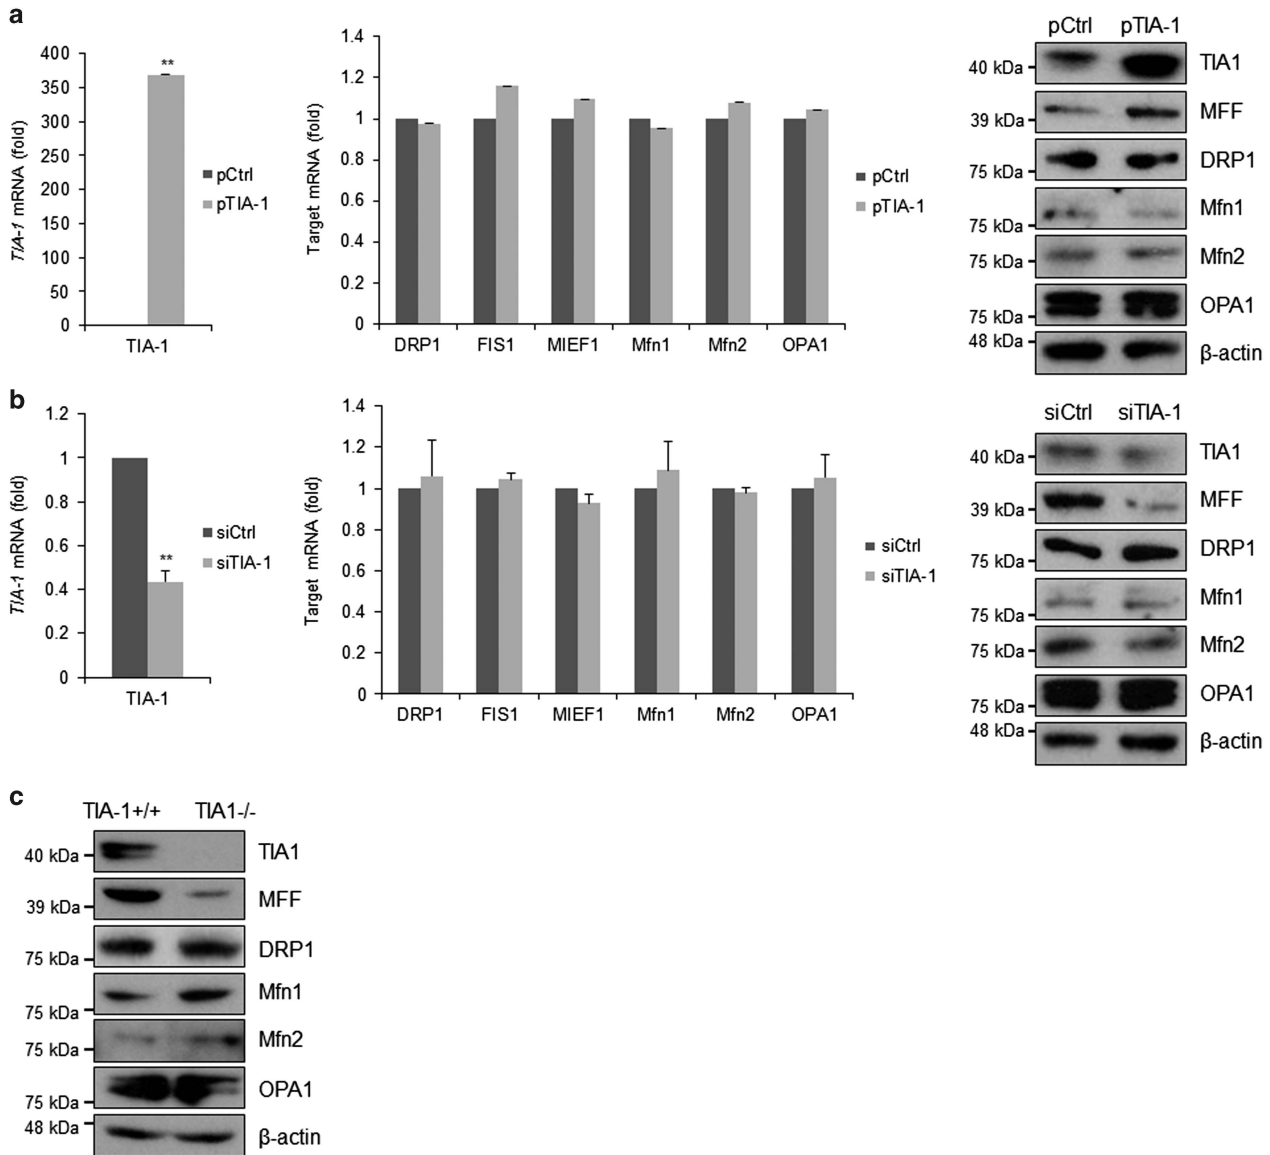 a
TIA-1 mRNA (fold)
400
350
300
250
200
150
100
50
0
**
TIA-1
pCtrl
pTIA-1
Target mRNA (fold)
1.4
1.2
1
0.8
0.6
0.4
0.2
0
DRP1 FIS1 MIEF1 Mfn1 Mfn2 OPA1
pCtrl
pTIA-1
pCtrl pTIA-1
40 kDa TIA1
39 kDa MFF
75 kDa DRP1
75 kDa Mfn1
75 kDa Mfn2
75 kDa OPA1
48 kDa β-actin
b
TIA-1 mRNA (fold)
1.2
1
0.8
0.6
0.4
0.2
0
**
TIA-1
siCtrl
siTIA-1
Target mRNA (fold)
1.4
1.2
1
0.8
0.6
0.4
0.2
0
DRP1 FIS1 MIEF1 Mfn1 Mfn2 OPA1
siCtrl
siTIA-1
siCtrl siTIA-1
40 kDa TIA1
39 kDa MFF
75 kDa DRP1
75 kDa Mfn1
75 kDa Mfn2
75 kDa OPA1
48 kDa β-actin
c
TIA-1+/+ TIA1-/-
40 kDa TIA1
39 kDa MFF
75 kDa DRP1
75 kDa Mfn1
75 kDa Mfn2
75 kDa OPA1
48 kDa β-actin